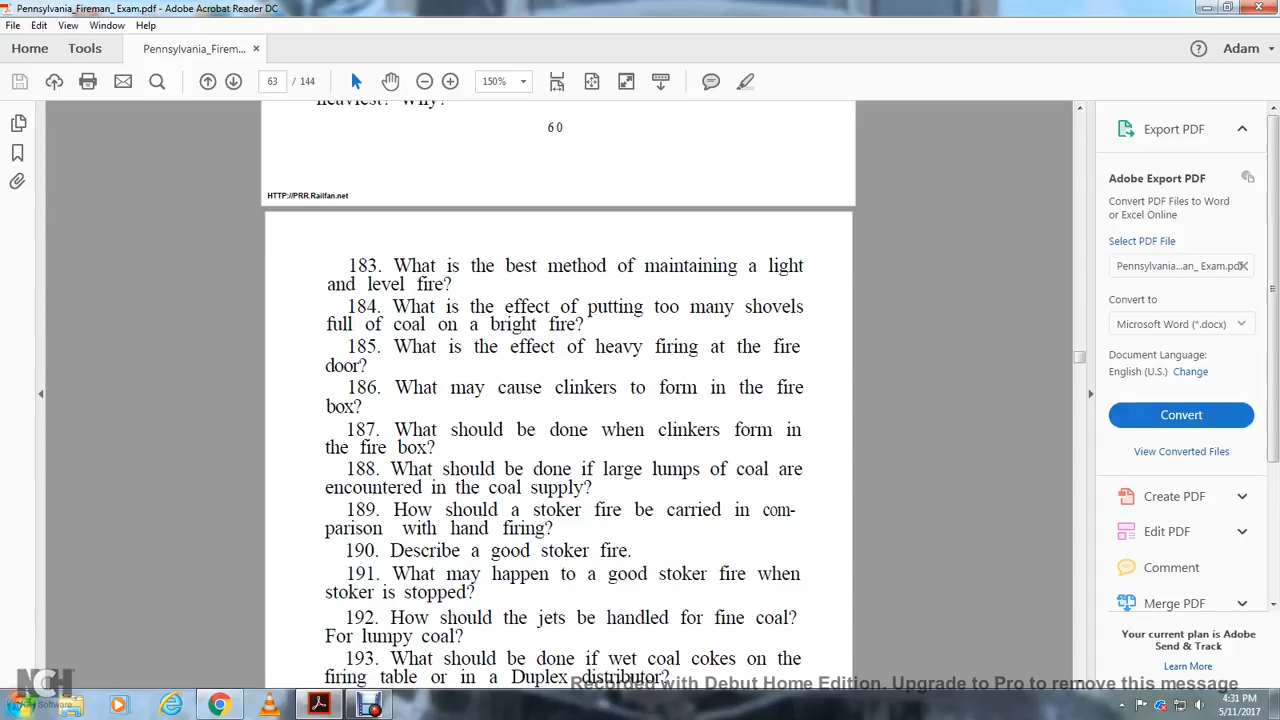 Pennsylvania_Fireman_ Exam.pdf - Adobe Acrobat Reader DC
File Edit View Window Help
Home Tools Pennsylvania_Firem... × Adam
63 / 144 150%
heaviest? Why?
60
HTTP://PRR.Railfan.net
183. What is the best method of maintaining a light
and level fire?
184. What is the effect of putting too many shovels
full of coal on a bright fire?
185. What is the effect of heavy firing at the fire
door?
186. What may cause clinkers to form in the fire
box?
187. What should be done when clinkers form in
the fire box?
188. What should be done if large lumps of coal are
encountered in the coal supply?
189. How should a stoker fire be carried in com-
parison with hand firing?
190. Describe a good stoker fire.
191. What may happen to a good stoker fire when
stoker is stopped?
192. How should the jets be handled for fine coal?
For lumpy coal?
193. What should be done if wet coal cokes on the
firing table or in a Duplex distributor?
Export PDF
Adobe Export PDF
Convert PDF Files to Word
or Excel Online
Select PDF File
Pennsylvania...an_ Exam.pdf
Convert to
Microsoft Word (*.docx)
Document Language:
English (U.S.) Change
Convert
View Converted Files
Create PDF
Edit PDF
Comment
Merge PDF
Your current plan is Adobe
Send & Track
Learn More
Recorded with Debut Home Edition. Upgrade to Pro to remove this message
NCH Software
4:31 PM
5/11/2017